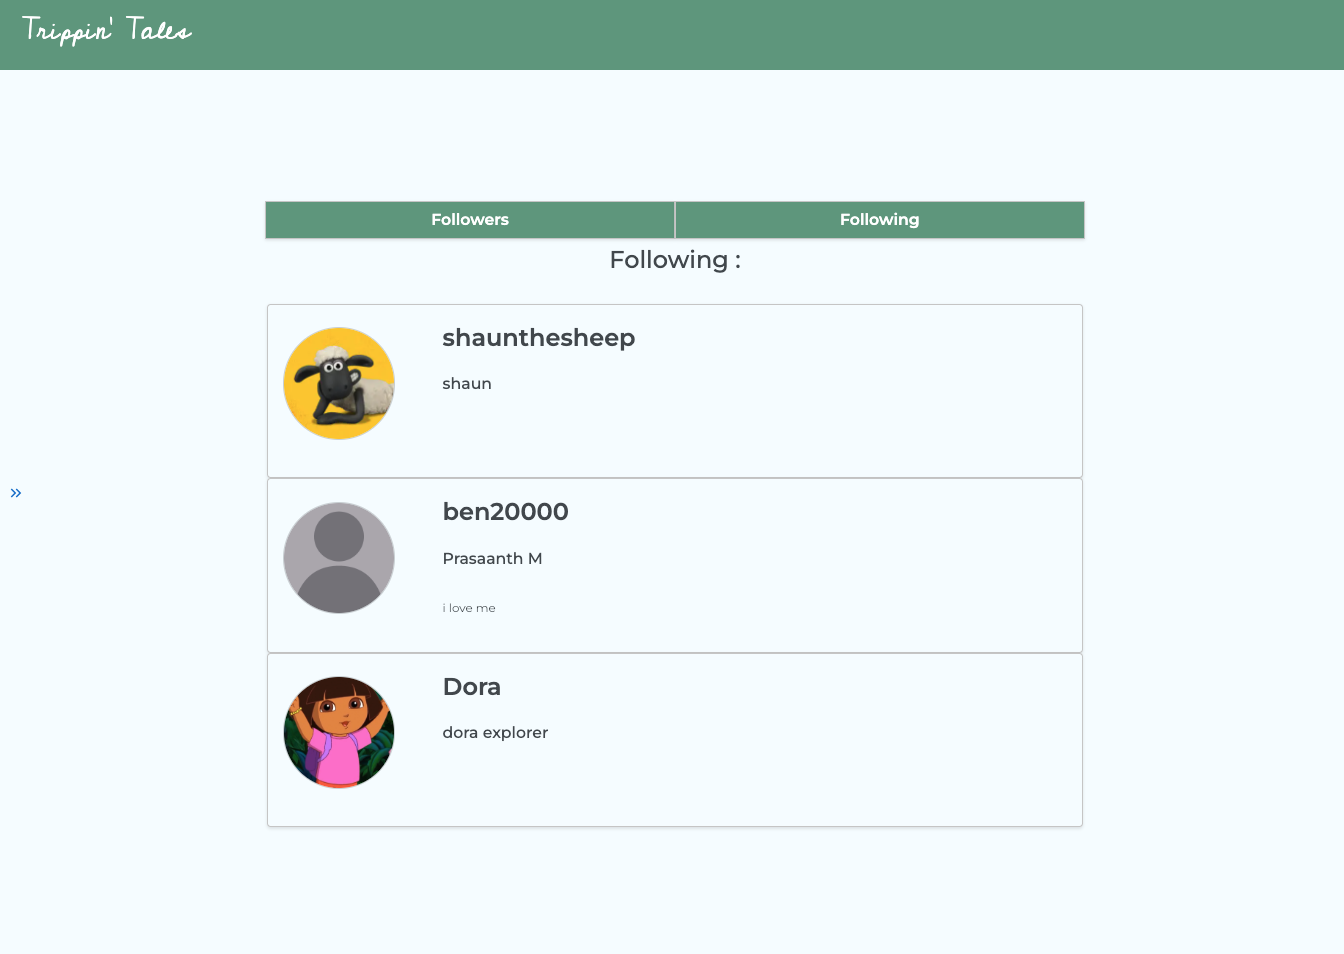 Trippin' Tales
Followers
Following
Following :
shaunthesheep
shaun
»
ben20000
Prasaanth M
i love me
Dora
dora explorer